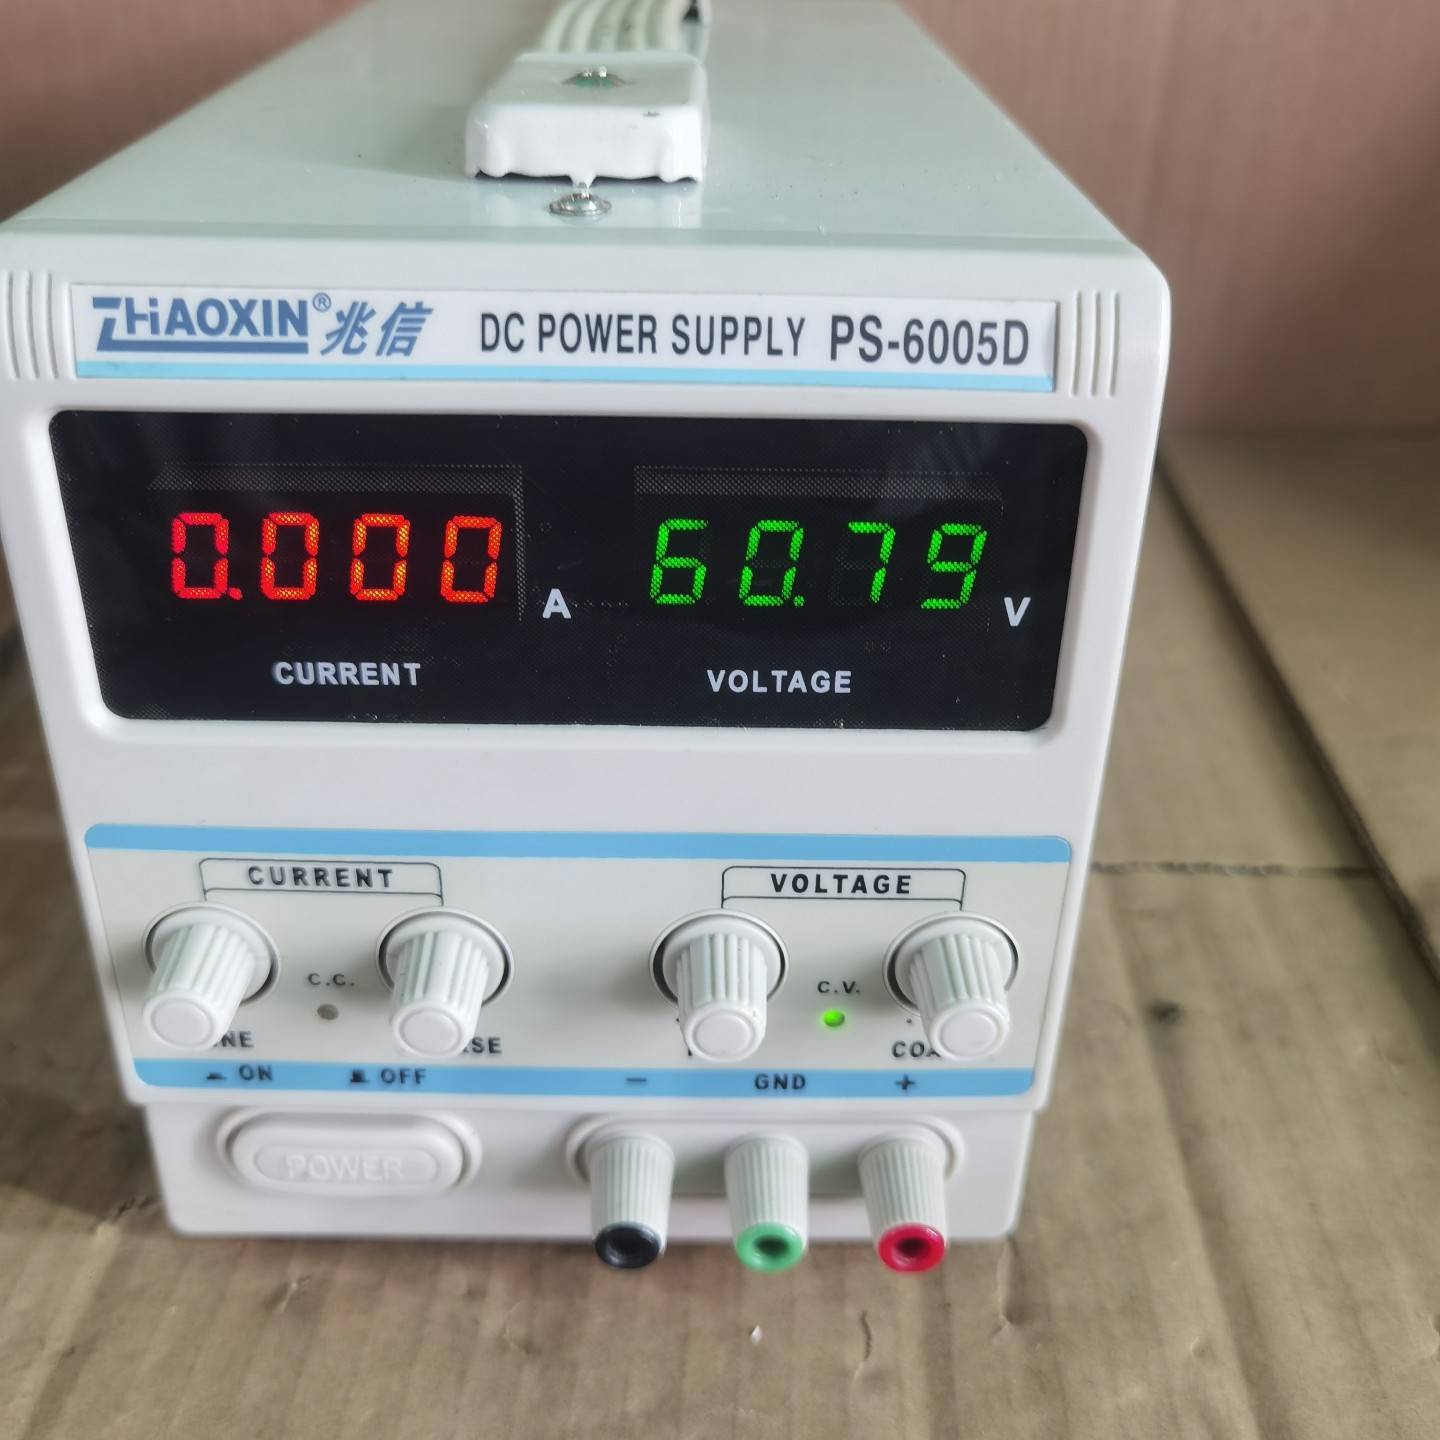 ZHAOXIN® 兆信 DC POWER SUPPLY PS-6005D
0.000 A 60.79 V
CURRENT VOLTAGE
CURRENT VOLTAGE
C.C. C.V.
ON OFF - GND +
POWER